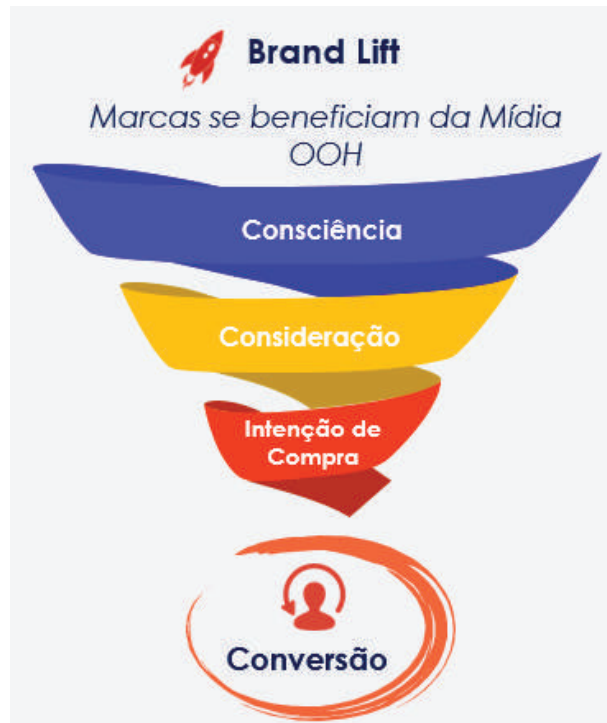 Brand Lift
Marcas se beneficiam da Mídia
OOH
Consciência
Consideração
Intenção de
Compra
Conversão